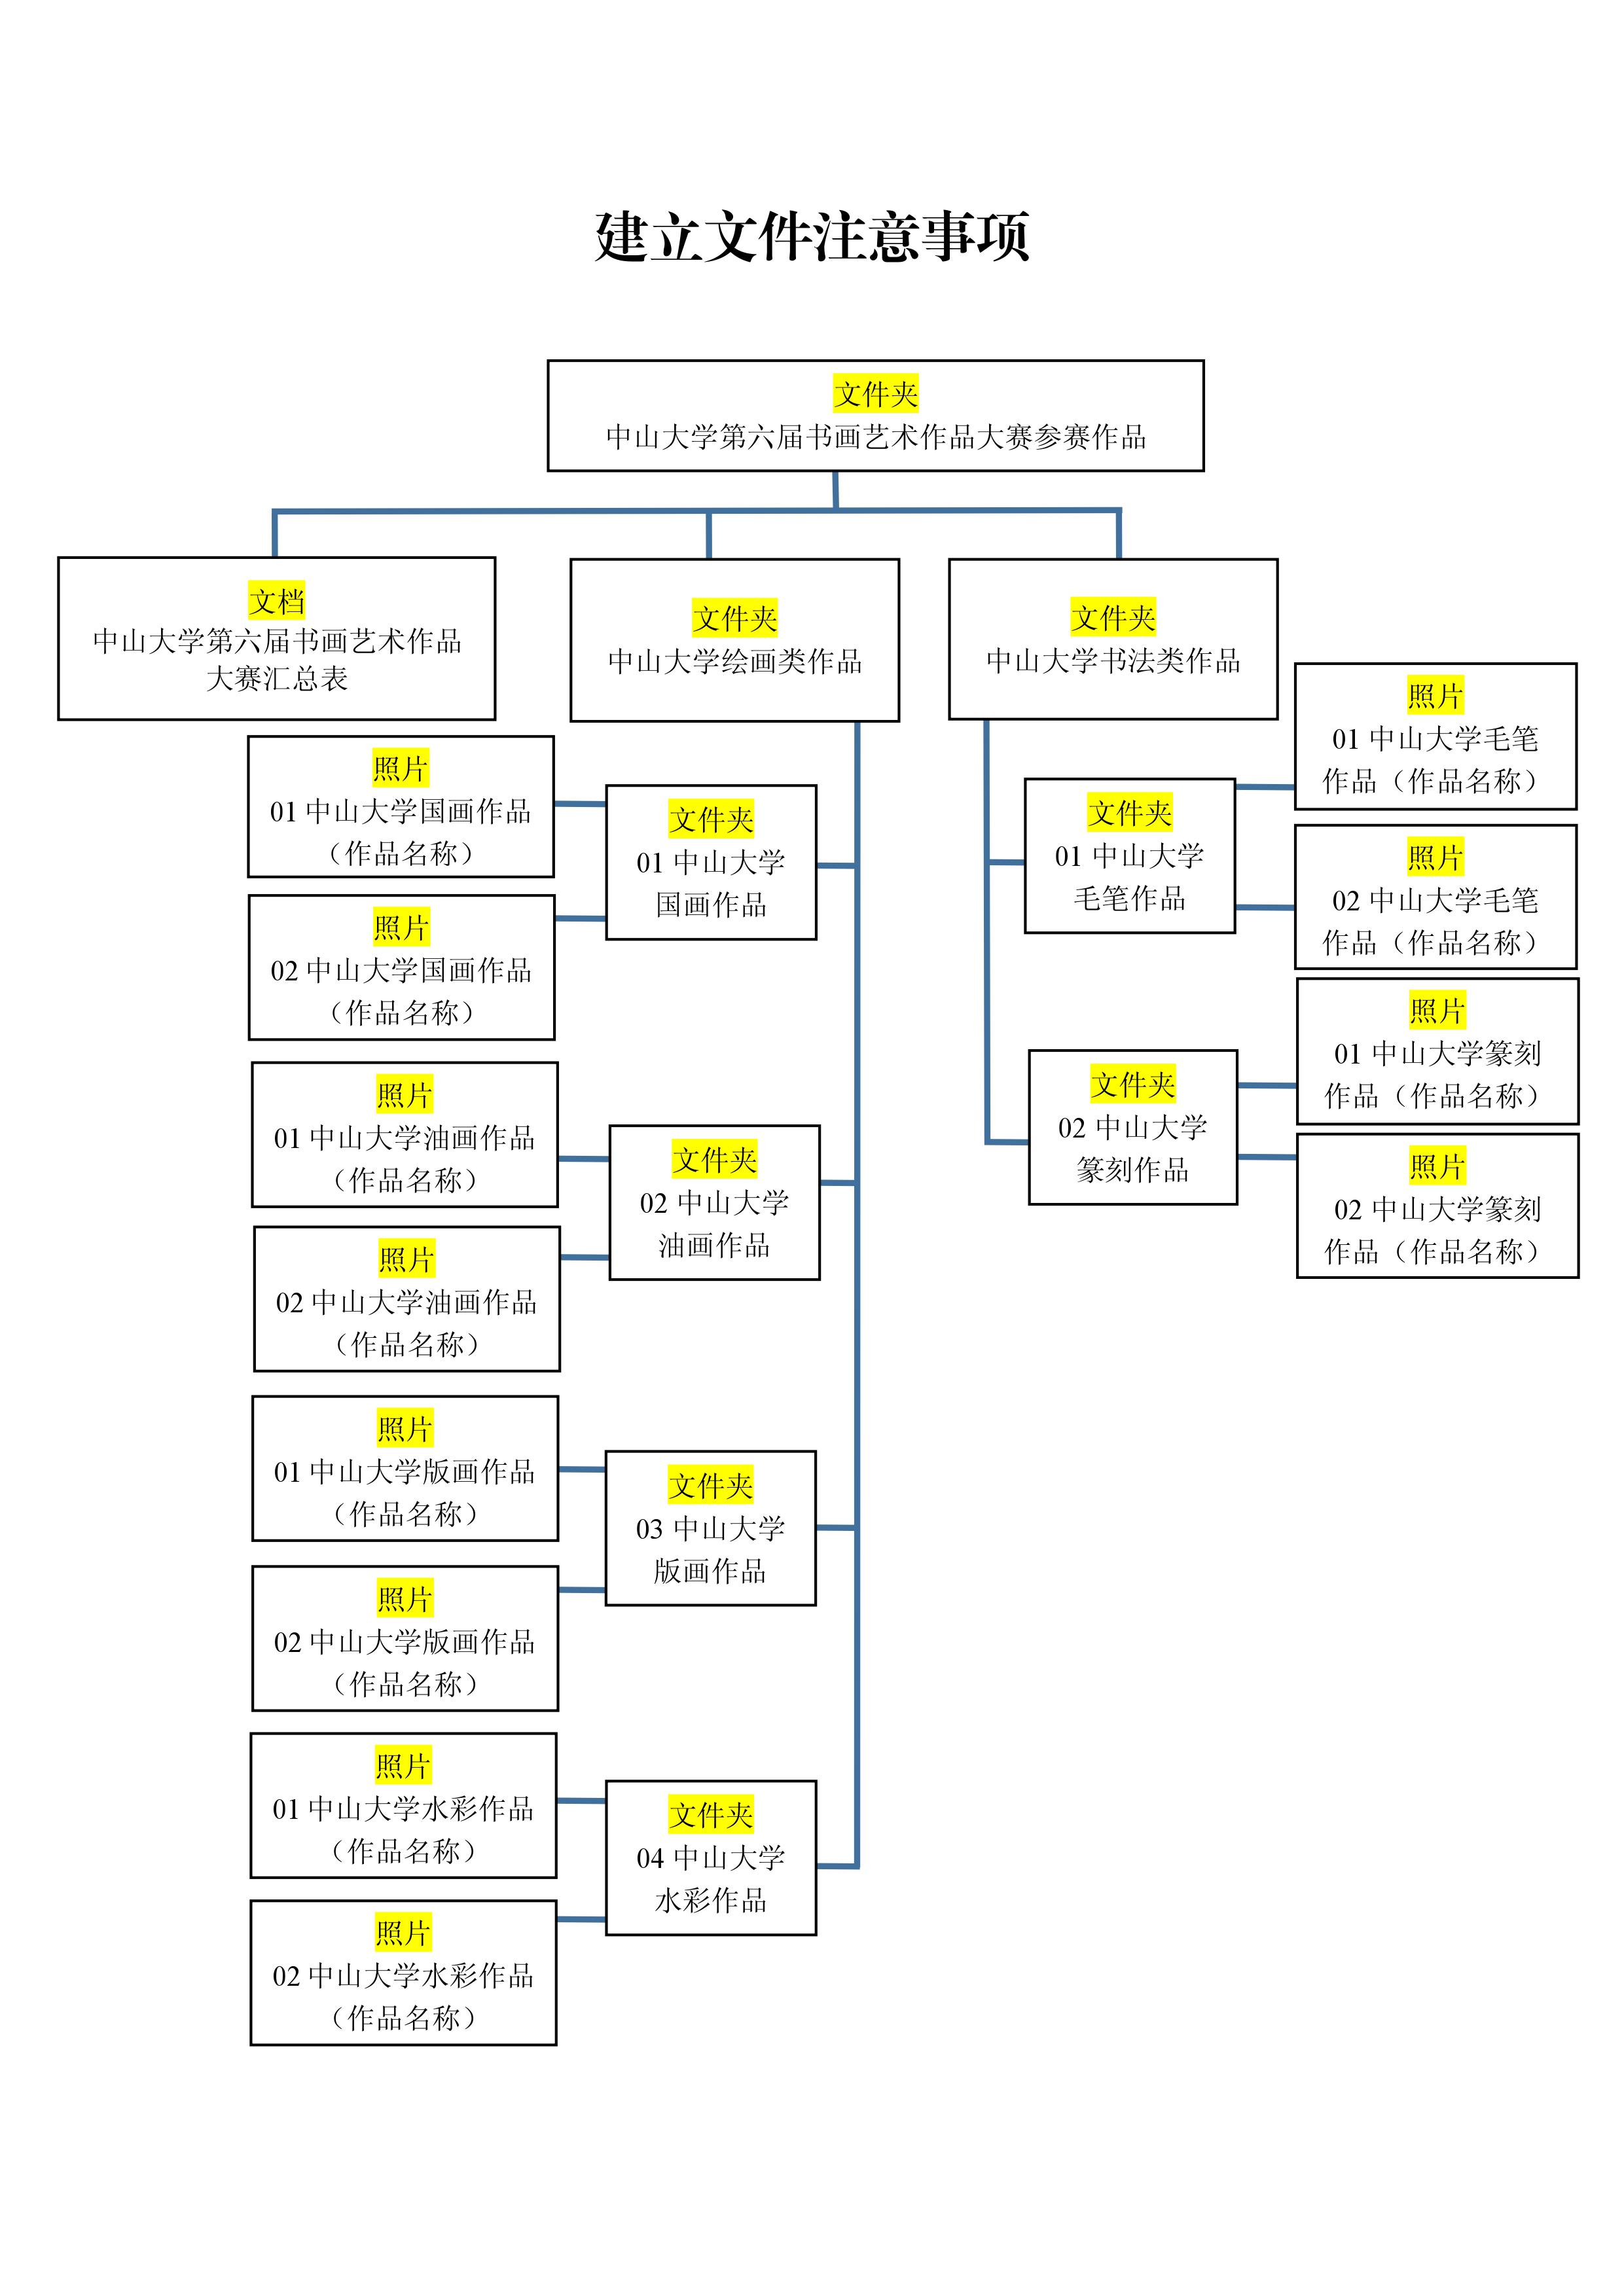 建立文件注意事项
文件夹
中山大学第六届书画艺术作品大赛参赛作品
文档
中山大学第六届书画艺术作品
大赛汇总表
文件夹
中山大学绘画类作品
文件夹
中山大学书法类作品
照片
01 中山大学国画作品
（作品名称）
照片
02 中山大学国画作品
（作品名称）
文件夹
01 中山大学
国画作品
照片
01 中山大学油画作品
（作品名称）
照片
02 中山大学油画作品
（作品名称）
文件夹
02 中山大学
油画作品
照片
01 中山大学版画作品
（作品名称）
照片
02 中山大学版画作品
（作品名称）
文件夹
03 中山大学
版画作品
照片
01 中山大学水彩作品
（作品名称）
照片
02 中山大学水彩作品
（作品名称）
文件夹
04 中山大学
水彩作品
文件夹
01 中山大学
毛笔作品
照片
01 中山大学毛笔
作品（作品名称）
照片
02 中山大学毛笔
作品（作品名称）
文件夹
02 中山大学
篆刻作品
照片
01 中山大学篆刻
作品（作品名称）
照片
02 中山大学篆刻
作品（作品名称）